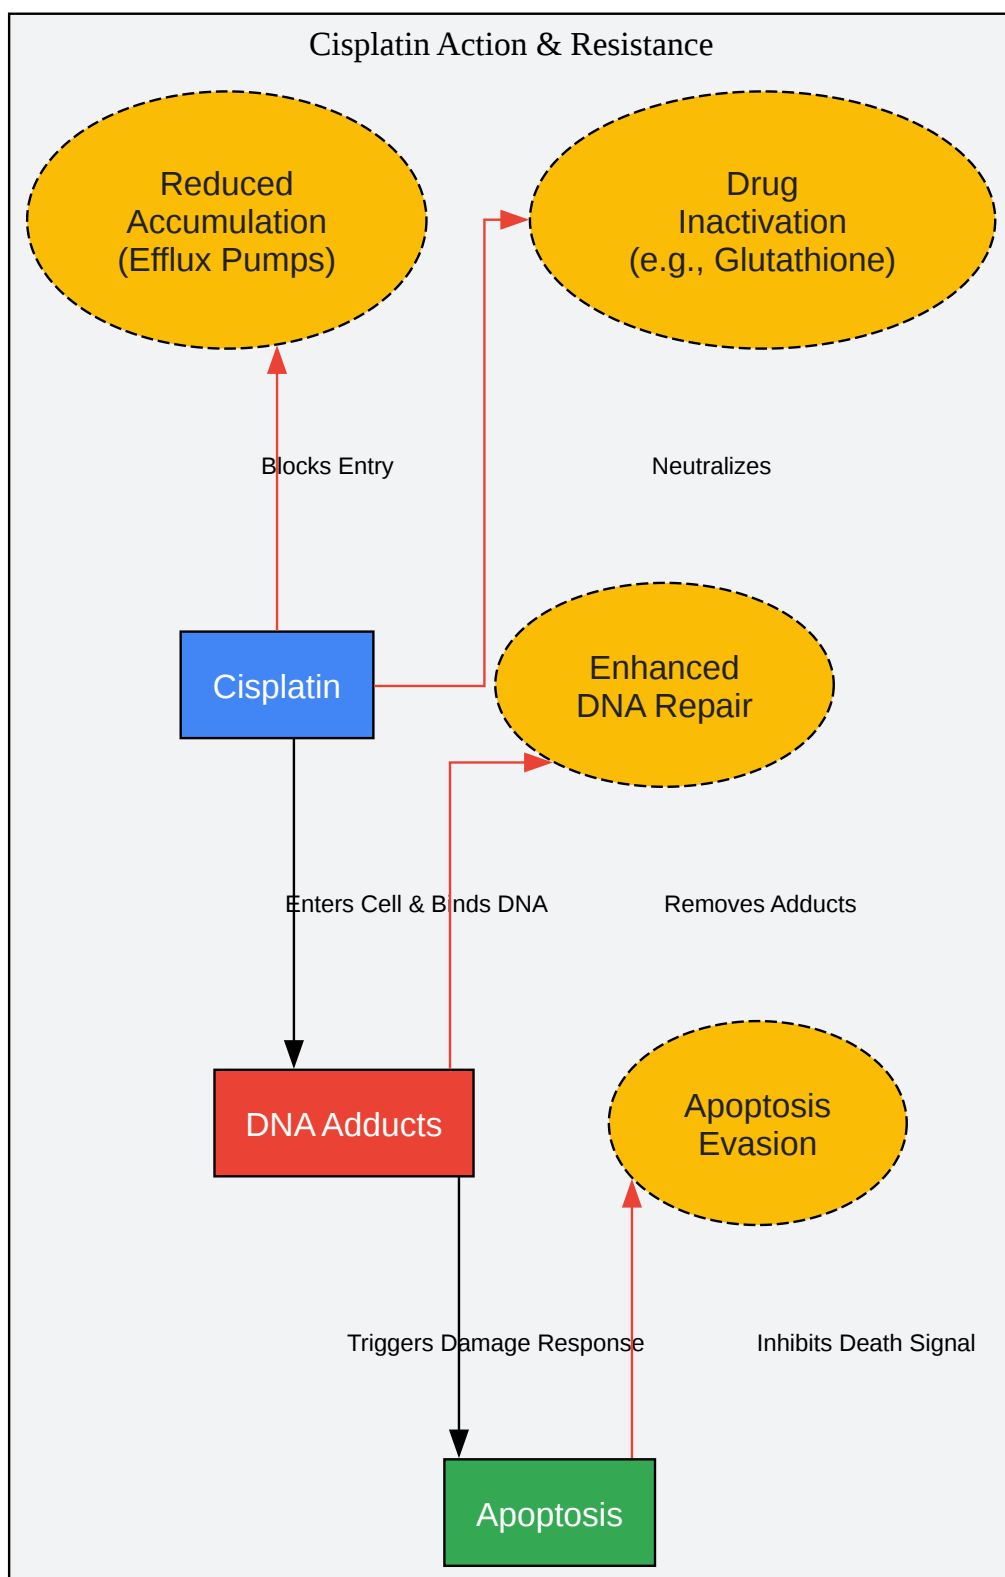 Cisplatin Action & Resistance
Reduced
Accumulation
(Efflux Pumps)
Drug
Inactivation
(e.g., Glutathione)
Blocks Entry
Neutralizes
Cisplatin
Enhanced
DNA Repair
Enters Cell & Binds DNA
Removes Adducts
DNA Adducts
Apoptosis
Evasion
Triggers Damage Response
Inhibits Death Signal
Apoptosis